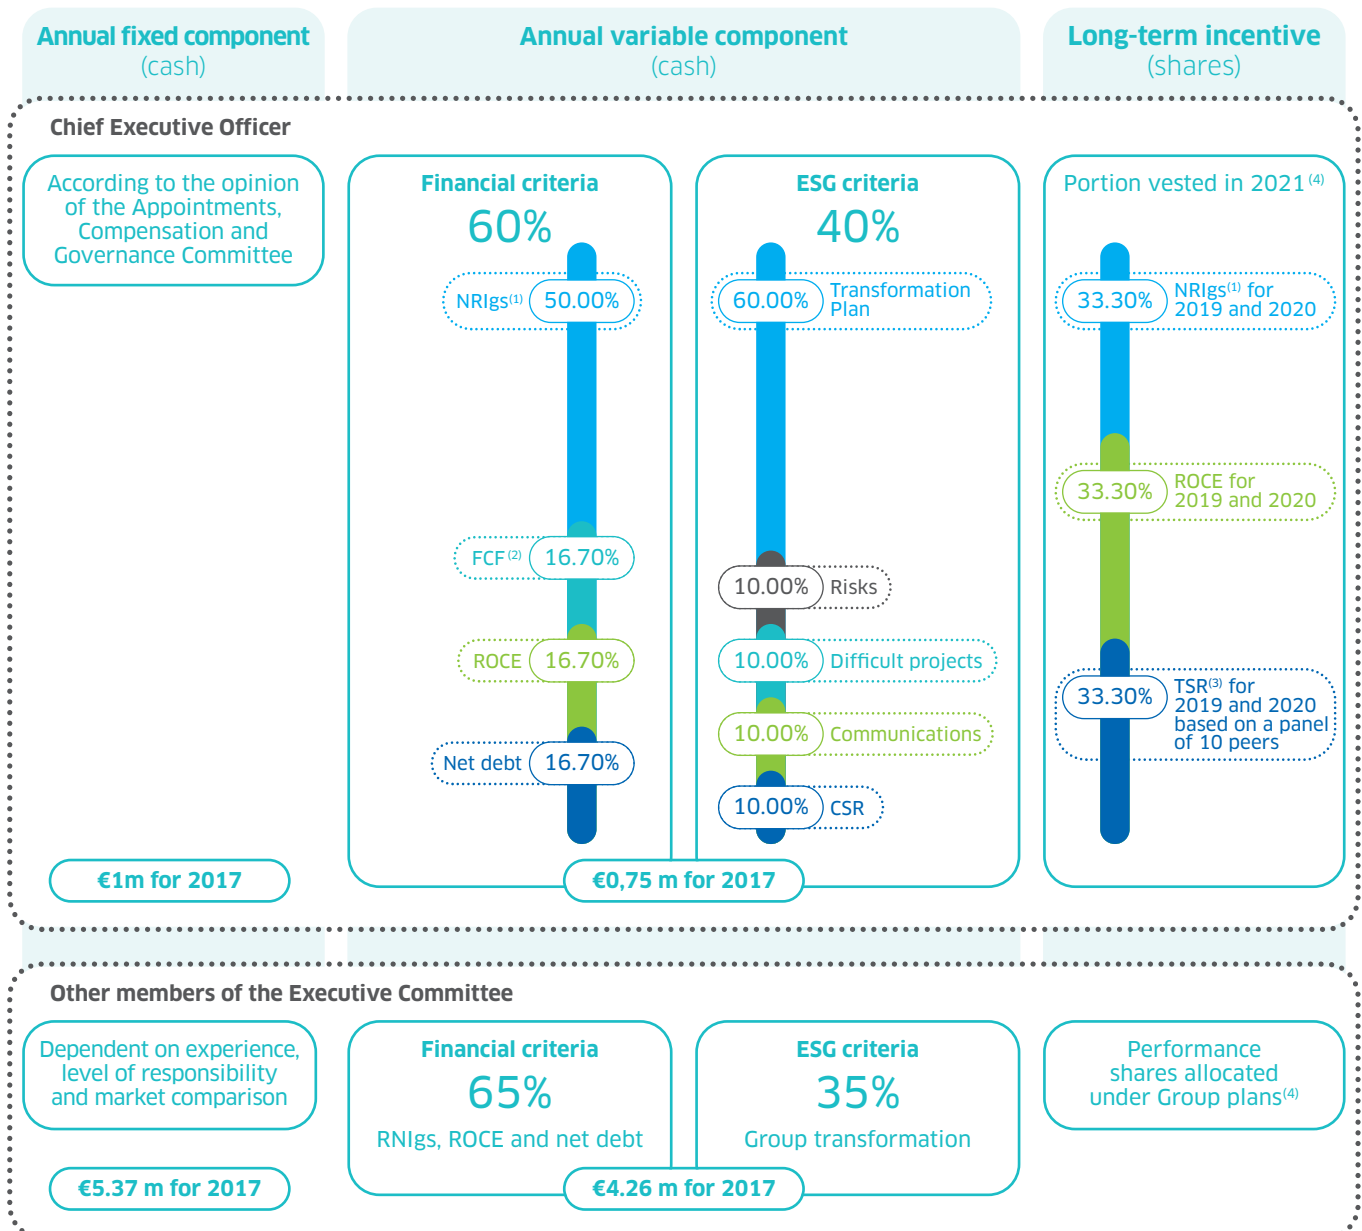 Annual fixed component
(cash)
Annual variable component
(cash)
Long-term incentive
(shares)
Chief Executive Officer
According to the opinion
of the Appointments,
Compensation and
Governance Committee
€1m for 2017
Financial criteria
60%
NRIgs(1) 50.00%
FCF (2) 16.70%
ROCE 16.70%
Net debt 16.70%
ESG criteria
40%
60.00% Transformation
Plan
10.00% Risks
10.00% Difficult projects
10.00% Communications
10.00% CSR
€0,75 m for 2017
Portion vested in 2021 (4)
33.30% NRIgs(1) for
2019 and 2020
33.30% ROCE for
2019 and 2020
33.30% TSR(3) for
2019 and 2020
based on a panel
of 10 peers
Other members of the Executive Committee
Dependent on experience,
level of responsibility
and market comparison
€5.37 m for 2017
Financial criteria
65%
RNIgs, ROCE and net debt
ESG criteria
35%
Group transformation
€4.26 m for 2017
Performance
shares allocated
under Group plans(4)